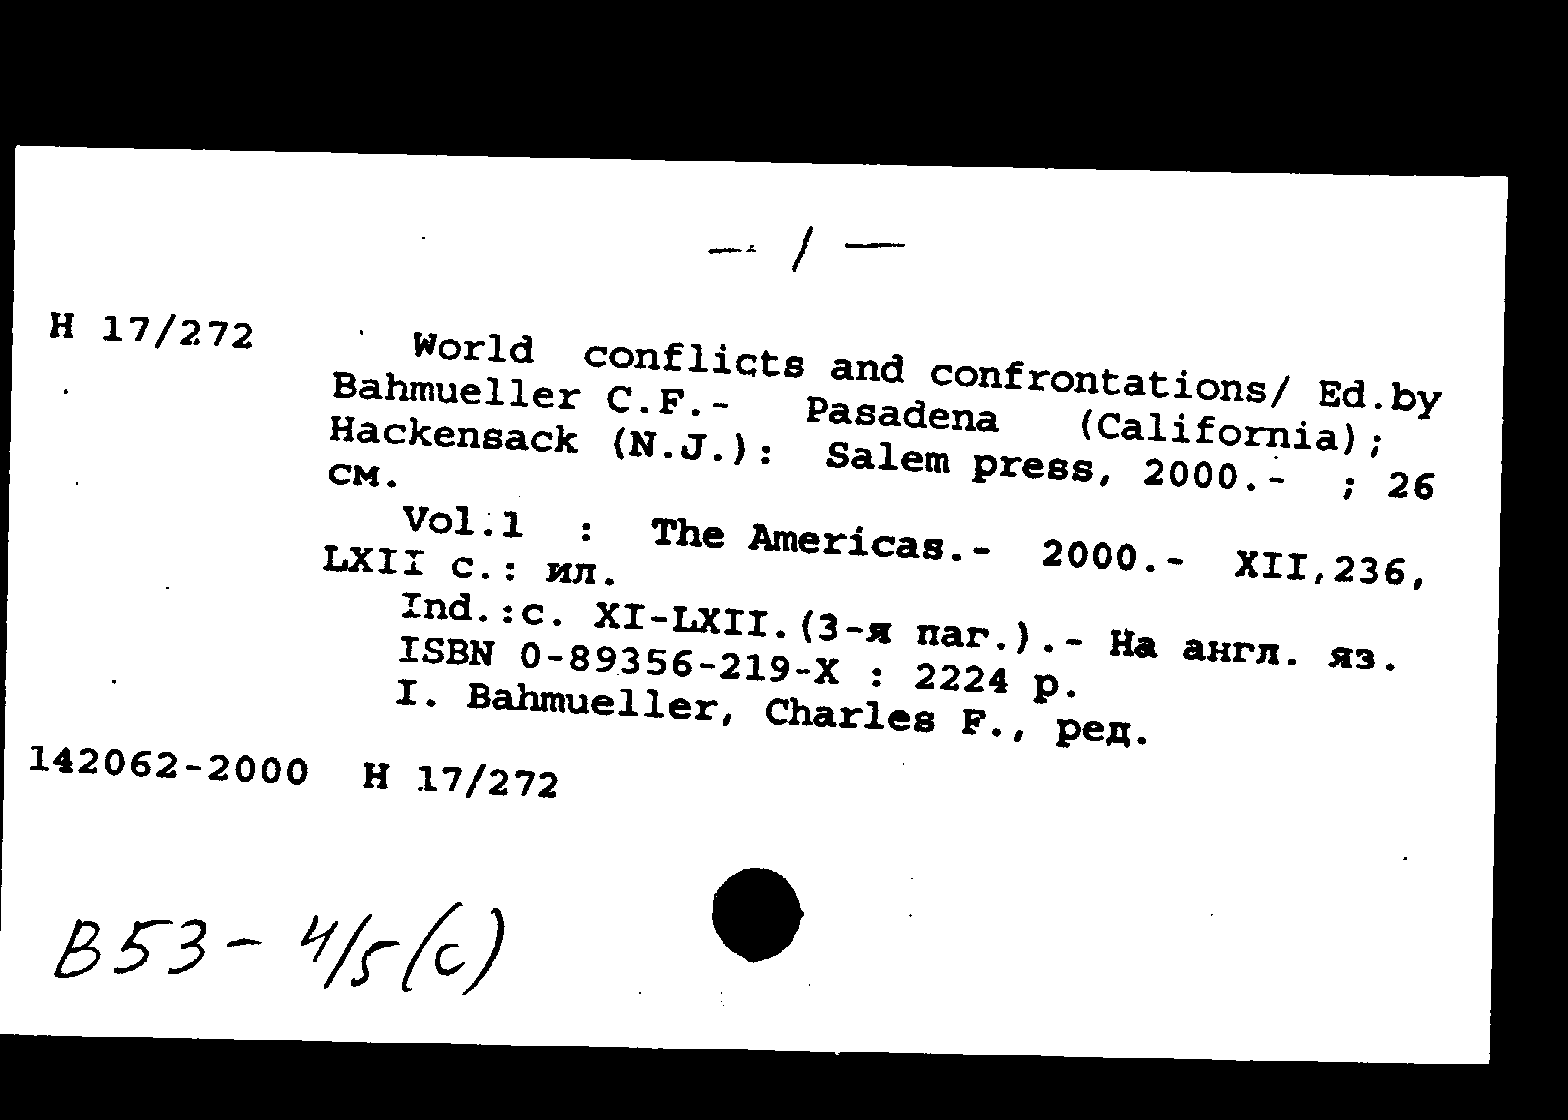 — / —
H 17/272 World conflicts and confrontations/ Ed.by
Bahmueller C.F.- Pasadena (California);
Hackensack (N.J.): Salem press, 2000.- ; 26
см.
Vol.1 : The Americas.- 2000.- XII,236,
LXII с.: ил.
Ind.:с. XI-LXII.(3-я паг.).- На англ. яз.
ISBN 0-89356-219-X : 2224 р.
I. Bahmueller, Charles F., ред.
142062-2000 H 17/272
В53-4/5(с)